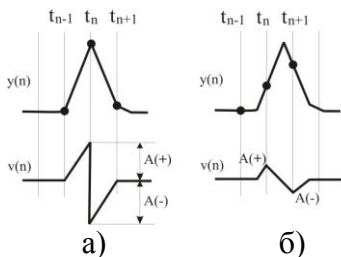 tn-1 tn tn+1
y(n)
v(n)
A(+)
A(-)
а)
tn-1 tn tn+1
y(n)
v(n)
A(+)
A(-)
б)